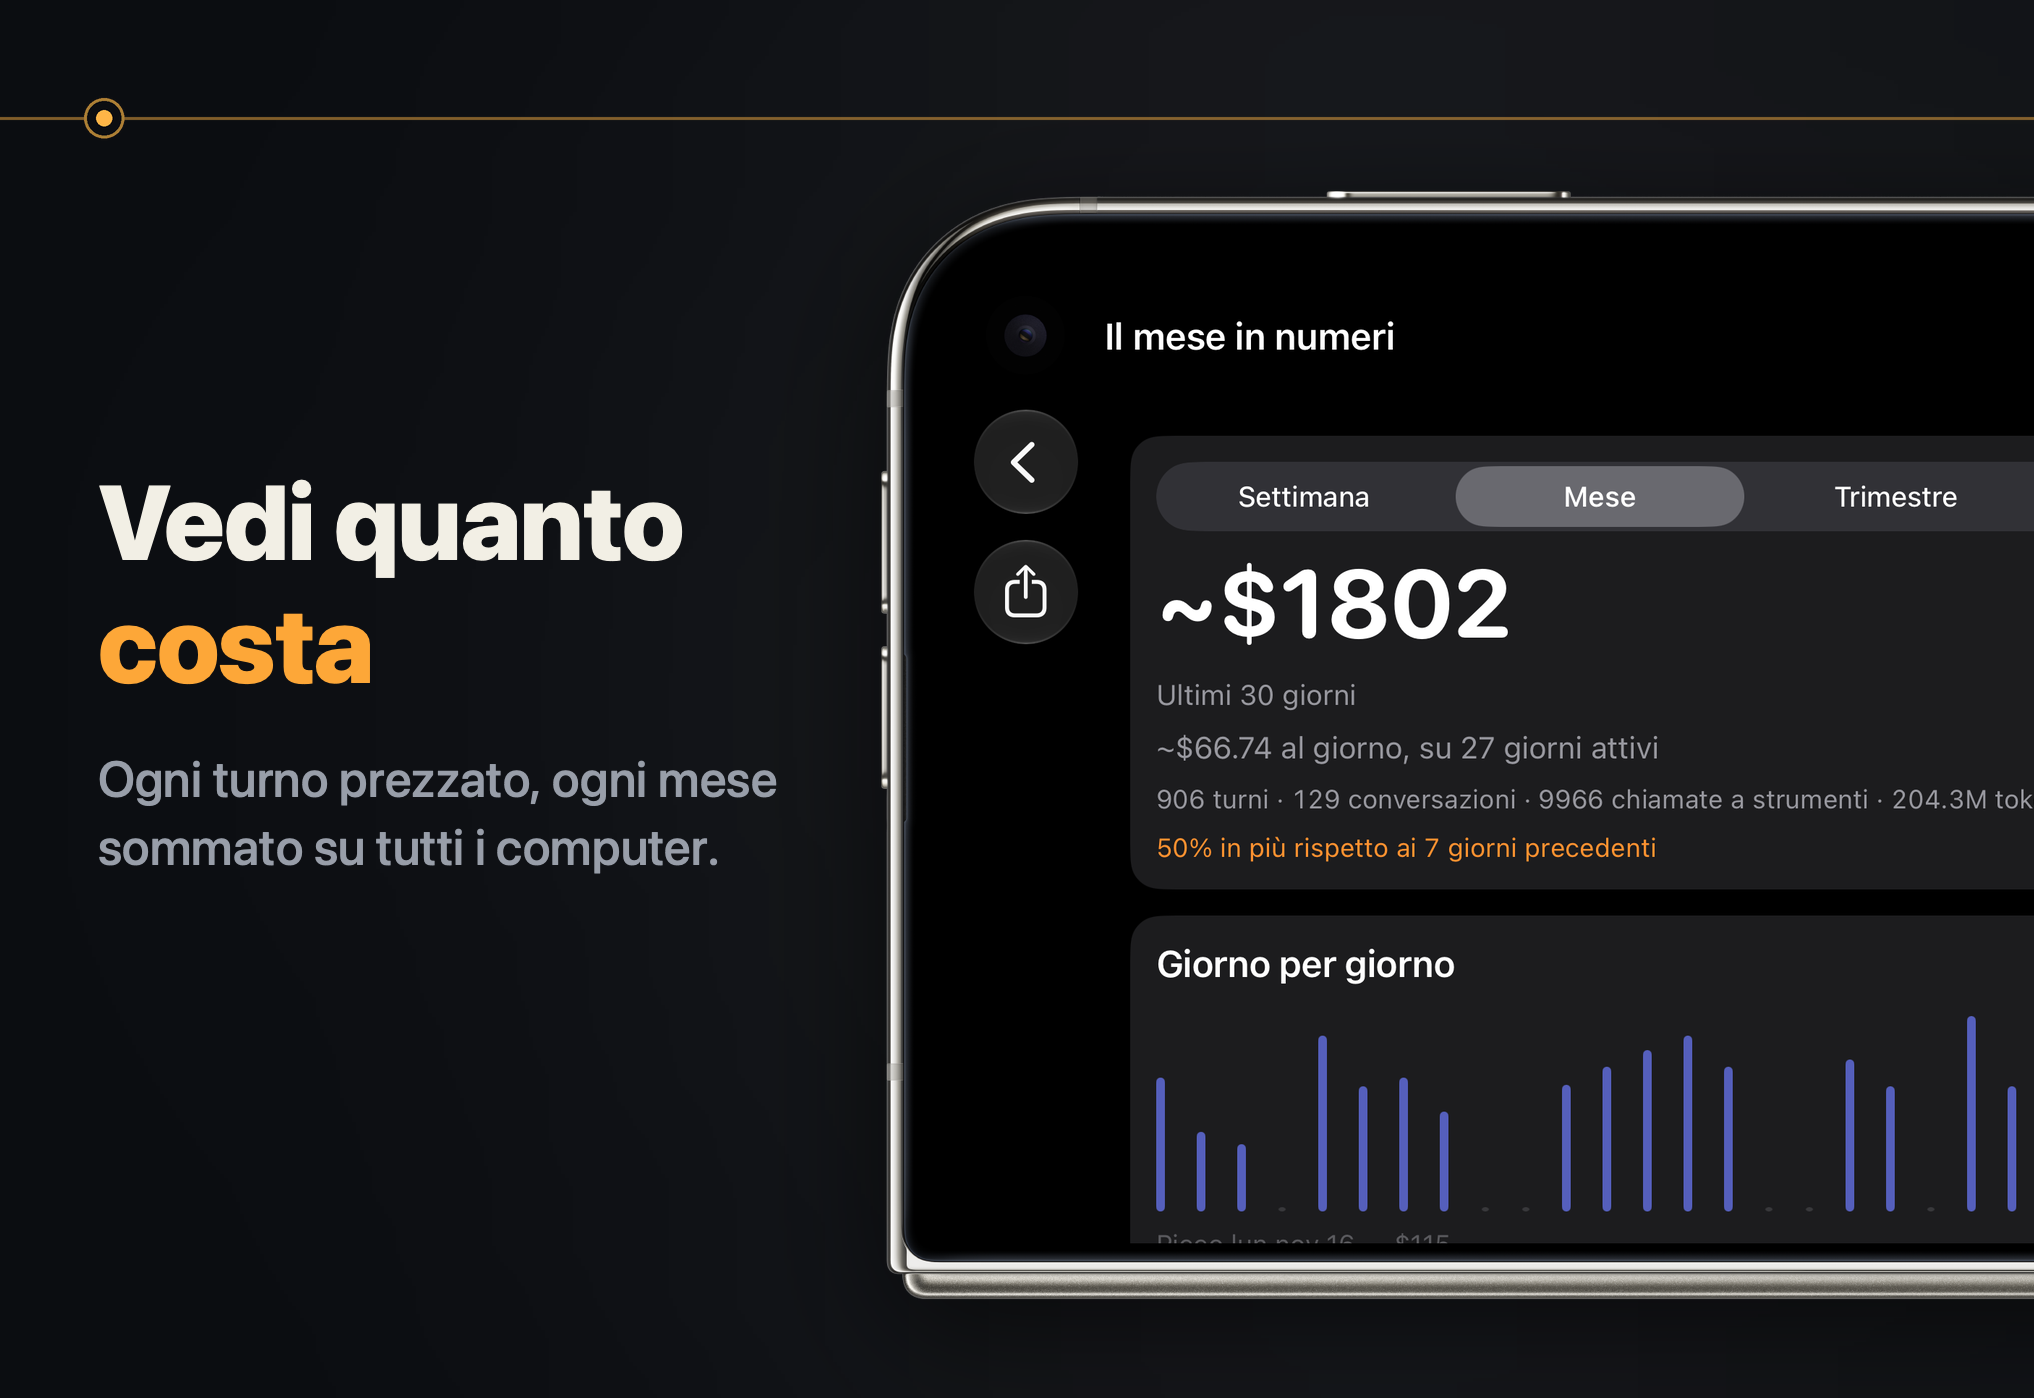 Vedi quanto
costa
Ogni turno prezzato, ogni mese
sommato su tutti i computer.
Il mese in numeri
Settimana Mese Trimestre
~$1802
Ultimi 30 giorni
~$66.74 al giorno, su 27 giorni attivi
906 turni · 129 conversazioni · 9966 chiamate a strumenti · 204.3M
50% in più rispetto ai 7 giorni precedenti
Giorno per giorno